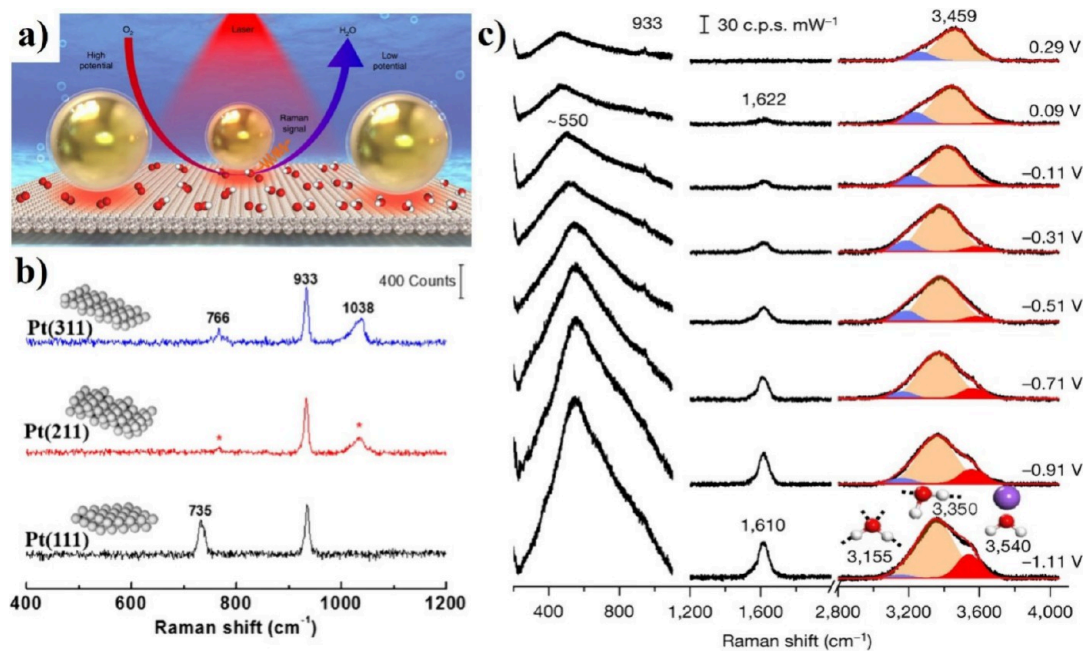 a)
O₂
Laser
H₂O
High
potential
Low
potential
Raman
signal
b)
400 Counts
Pt(311)
766
933
1038
Pt(211)
*
*
Pt(111)
735
400
600
800
1000
1200
Raman shift (cm⁻¹)
c)
933
30 c.p.s. mW⁻¹
3,459
0.29 V
~550
1,622
0.09 V
−0.11 V
−0.31 V
−0.51 V
−0.71 V
−0.91 V
1,610
3,155
3,350
3,540
−1.11 V
400
800
1,200
1,600
2,800
3,200
3,600
4,000
Raman shift (cm⁻¹)